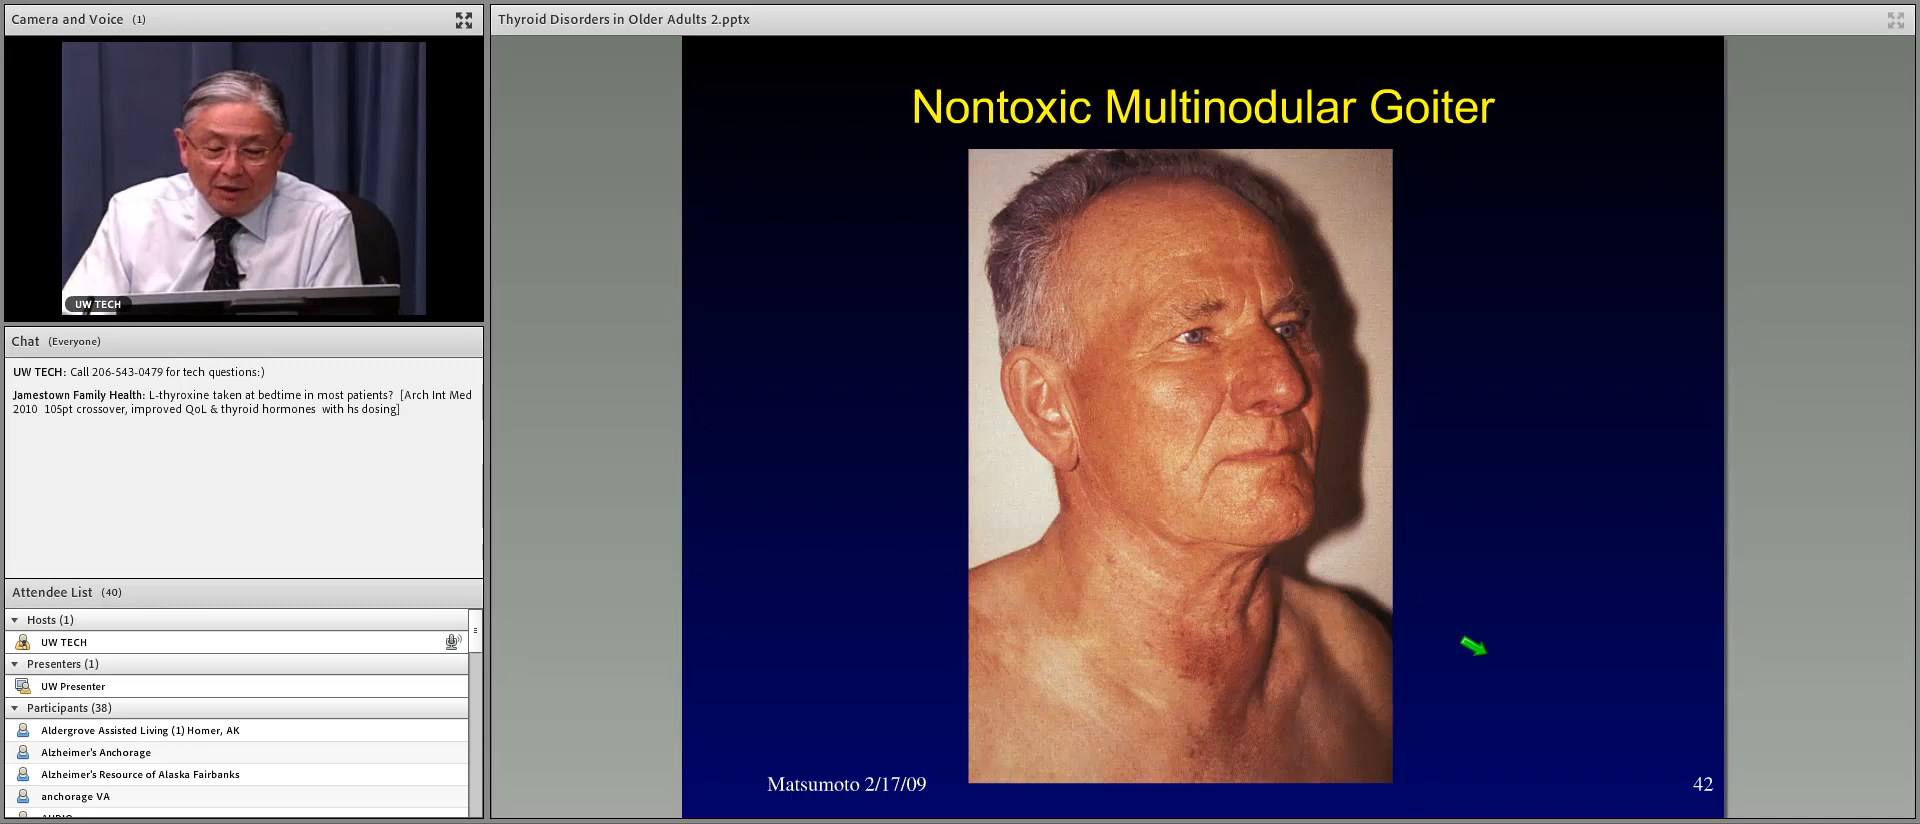 Camera and Voice (1)
UW TECH
Chat (Everyone)
UW TECH: Call 206-543-0479 for tech questions:)
Jamestown Family Health: L-thyroxine taken at bedtime in most patients? [Arch Int Med
2010 105pt crossover, improved QoL & thyroid hormones with hs dosing]
Attendee List (40)
Hosts (1)
UW TECH
Presenters (1)
UW Presenter
Participants (38)
Aldergrove Assisted Living (1) Homer, AK
Alzheimer's Anchorage
Alzheimer's Resource of Alaska Fairbanks
anchorage VA
Thyroid Disorders in Older Adults 2.pptx
Nontoxic Multinodular Goiter
Matsumoto 2/17/09
42